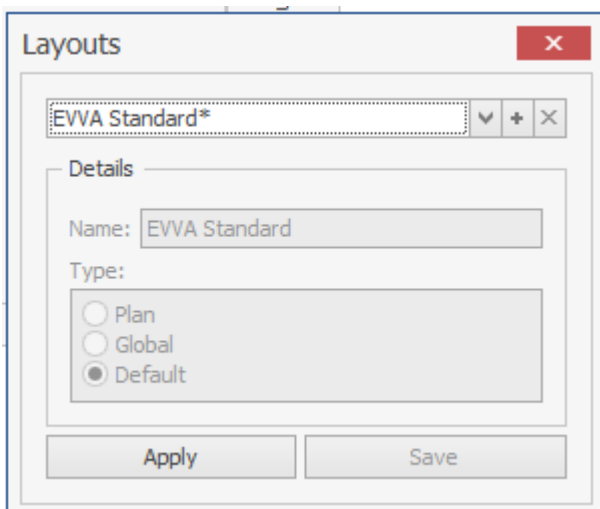 Layouts
EVVA Standard*
Details
Name: EVVA Standard
Type:
Plan
Global
Default
Apply Save